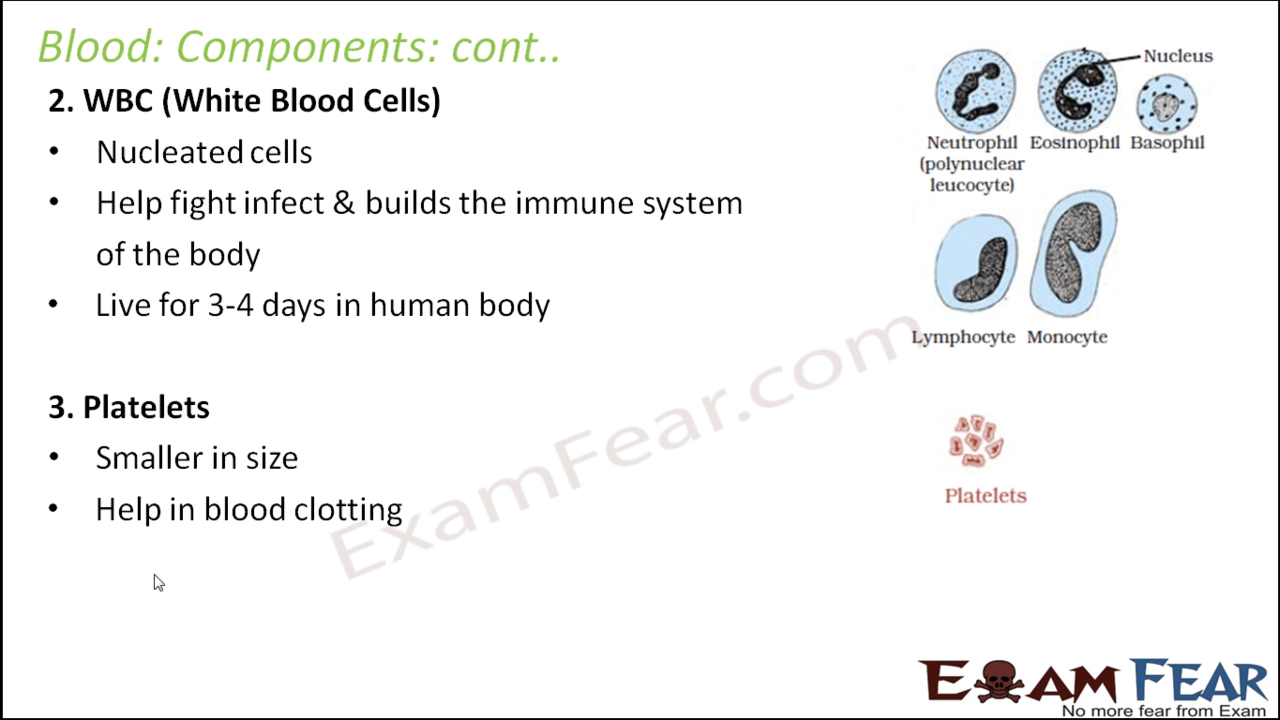 Blood: Components: cont..
2. WBC (White Blood Cells)
• Nucleated cells
• Help fight infect & builds the immune system
of the body
• Live for 3-4 days in human body
3. Platelets
• Smaller in size
• Help in blood clotting
Nucleus
Neutrophil Eosinophil Basophil
(polynuclear
leucocyte)
Lymphocyte Monocyte
Platelets
ExamFear.com
EXAM FEAR
No more fear from Exam